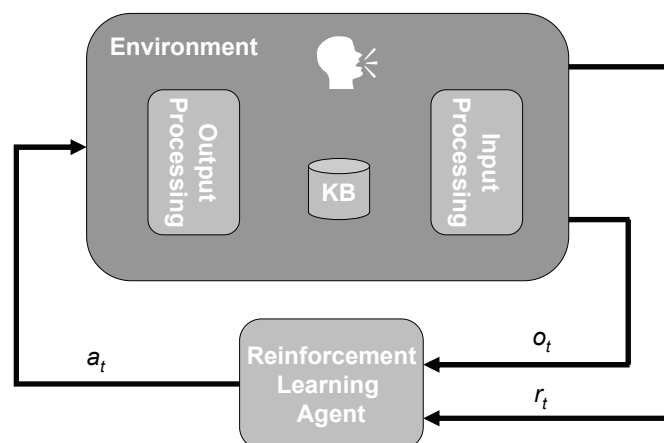 Environment
Output
Processing
KB
Input
Processing
a_t
o_t
r_t
Reinforcement
Learning
Agent